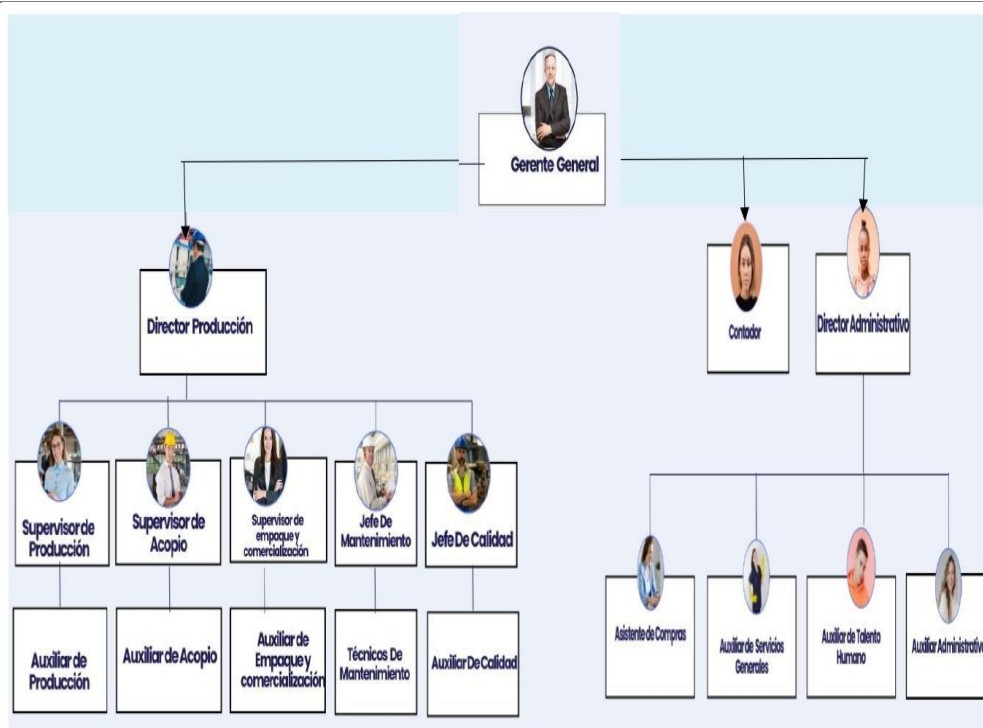 Gerente General
Director Producción
Contador
Director Administrativo
Supervisor de
Producción
Supervisor de
Acopio
Supervisor de
empaque y
comercialización
Jefe De
Mantenimiento
Jefe De Calidad
Asistente de Compras
Auxiliar de Servicios
Generales
Auxiliar de Talento
Humano
Auxiliar Administrativo
Auxiliar de
Producción
Auxiliar de Acopio
Auxiliar de
Empaque y
comercialización
Técnicos De
Mantenimiento
Auxiliar De Calidad